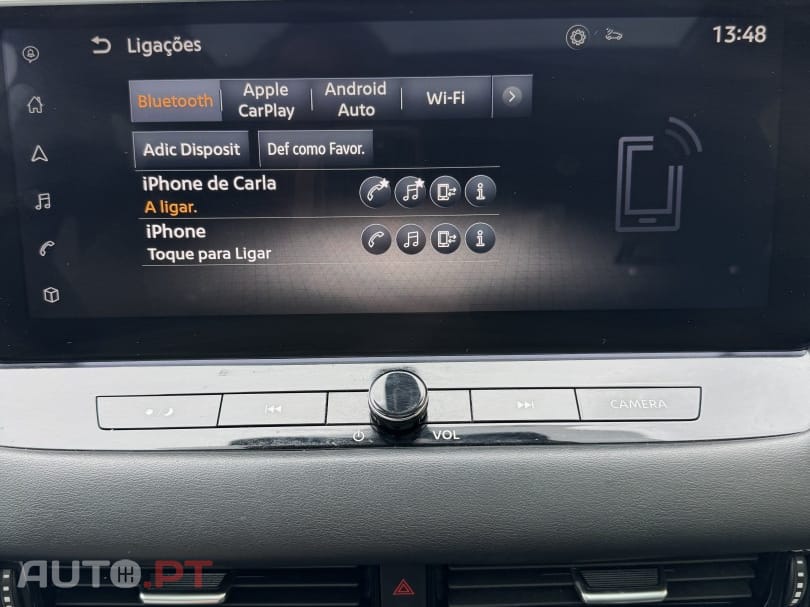 Ligações
13:48
Bluetooth
Apple
CarPlay
Android
Auto
Wi-Fi
Adic Disposit
Def como Favor.
iPhone de Carla
A ligar.
iPhone
Toque para Ligar
CAMERA
VOL
AUTO.PT